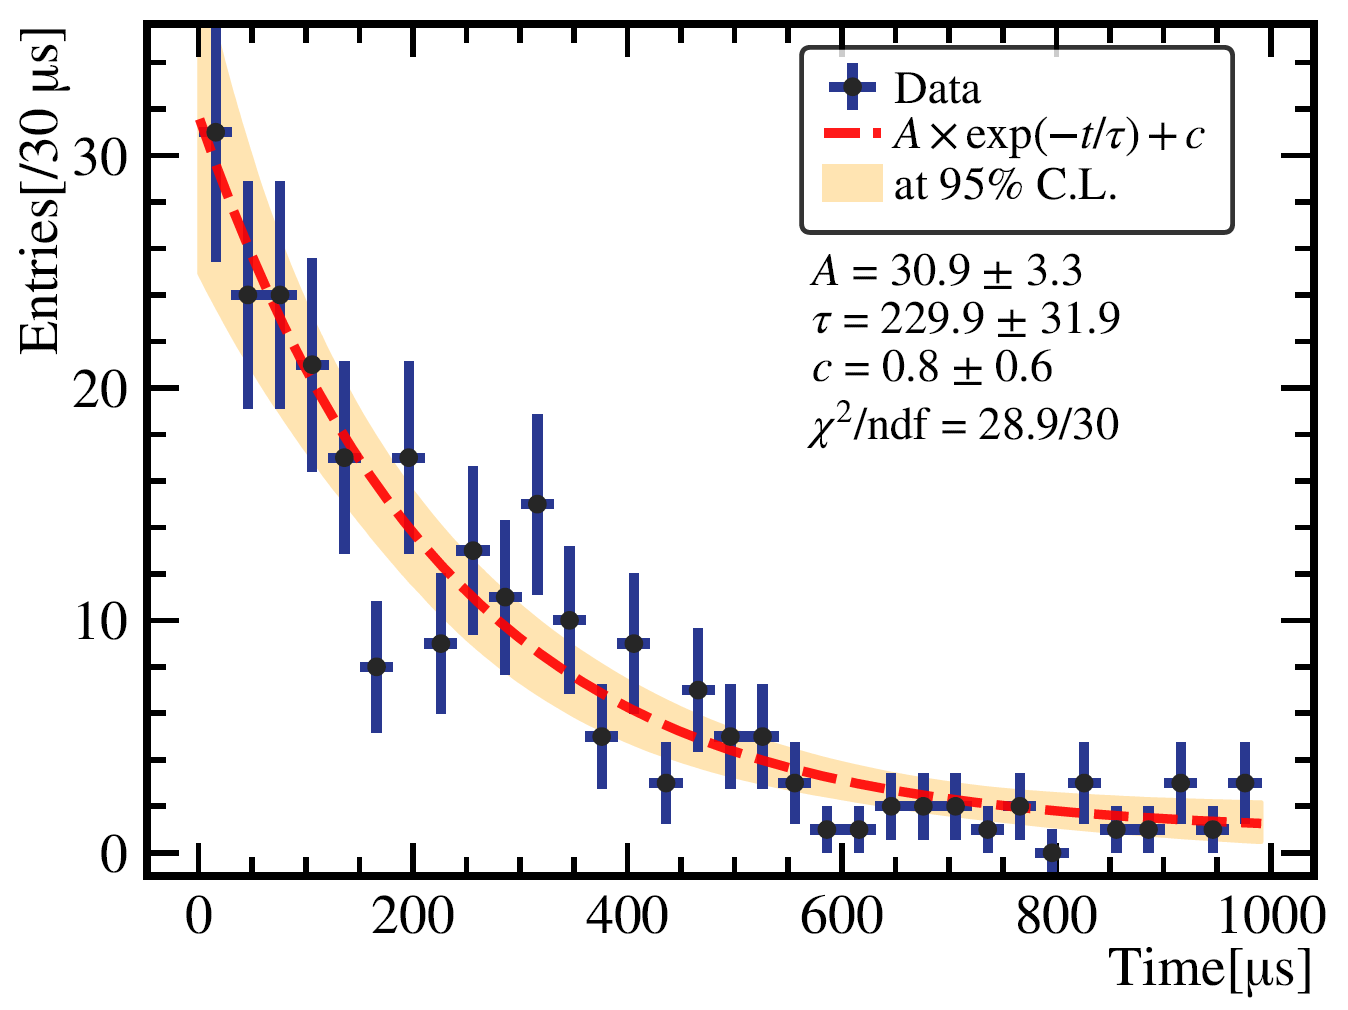 Entries[/30 μs]
30
20
10
0
Data
A × exp(−t/τ) + c
at 95% C.L.
A = 30.9 ± 3.3
τ = 229.9 ± 31.9
c = 0.8 ± 0.6
χ²/ndf = 28.9/30
0 200 400 600 800 1000
Time[μs]